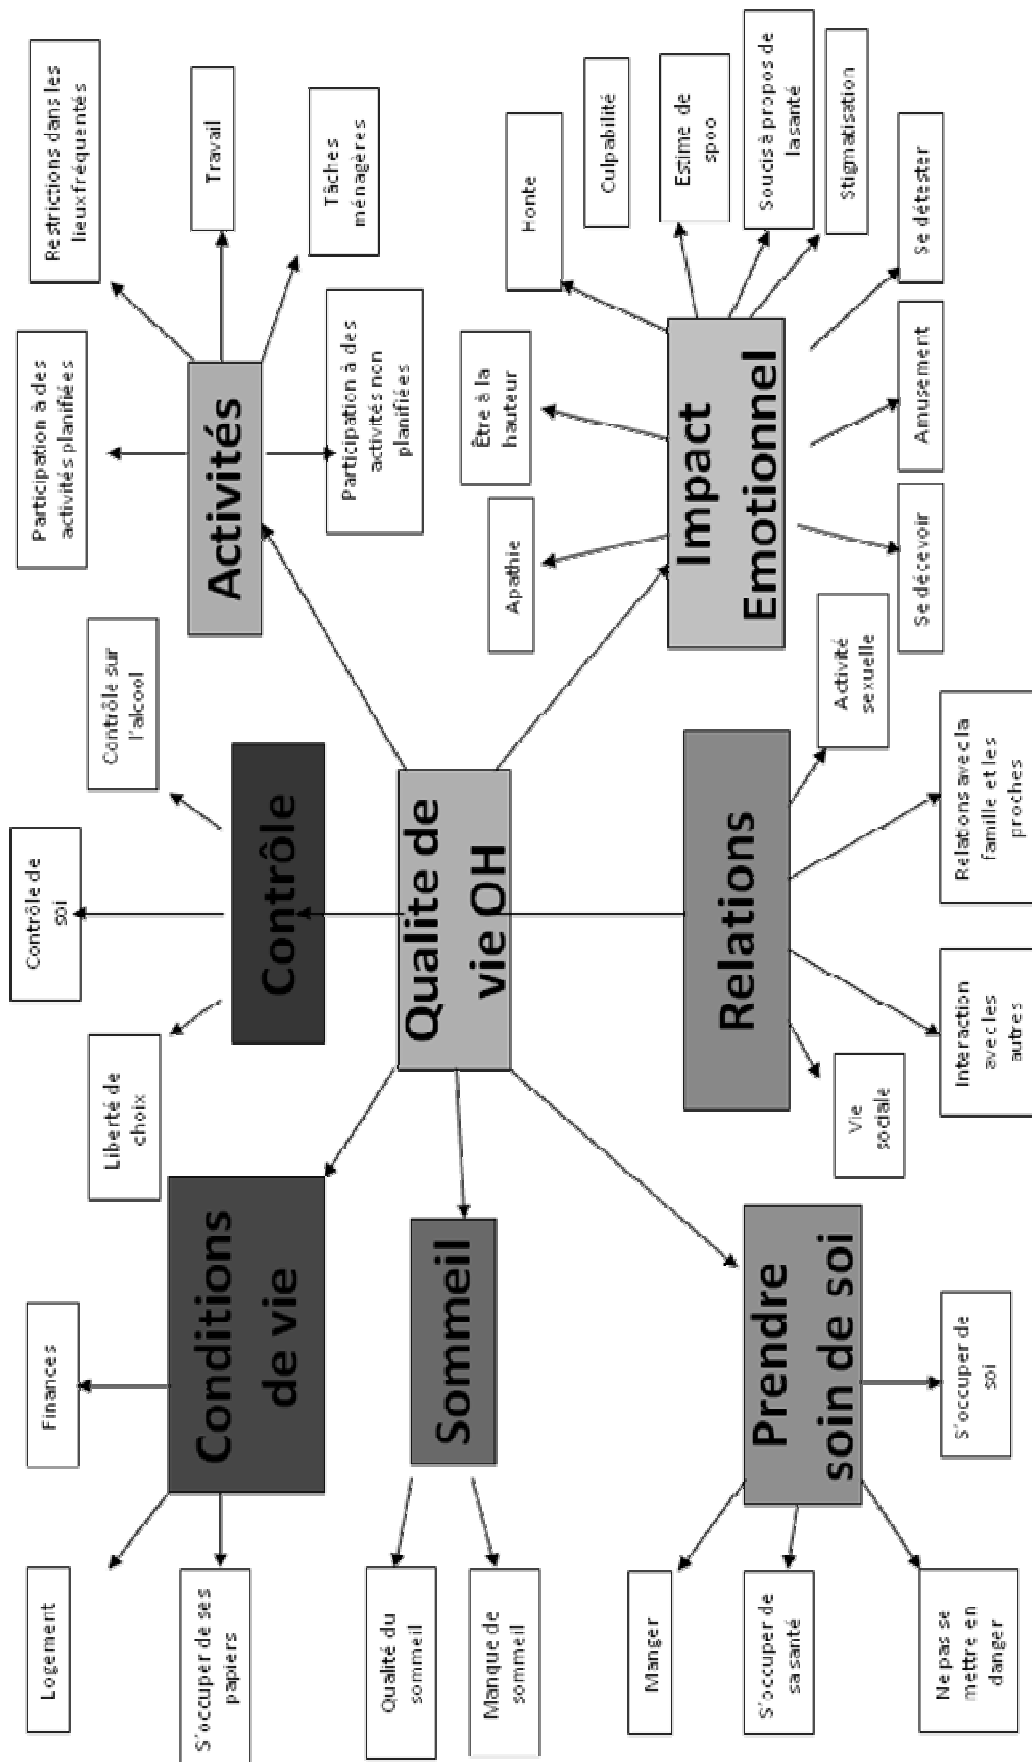 Logement
Finances
Contrôle de
soi
Participation à des
activités planifiées
Restrictions dans les
lieux fréquentés
Liberté de
choix
Contrôle sur
l'alcool
S'occuper de ses
papiers
Conditions
de vie
Contrôle
Activités
Travail
Tâches
ménagères
Participation à des
activités non
planifiées
Qualité du
sommeil
Manque de
sommeil
Sommeil
Qualite de
vie OH
Apathie
Être à la
hauteur
Honte
Culpabilité
Estime de
spoo
Soucis à propos de
la santé
Stigmatisation
Manger
S'occuper de
sa santé
Ne pas se
mettre en
danger
Prendre
soin de soi
Relations
Impact
Emotionnel
S'occuper de
soi
Vie
sociale
Interaction
avec les
autres
Relations avec la
famille et les
proches
Activité
sexuelle
Se décevoir
Amusement
Se détester